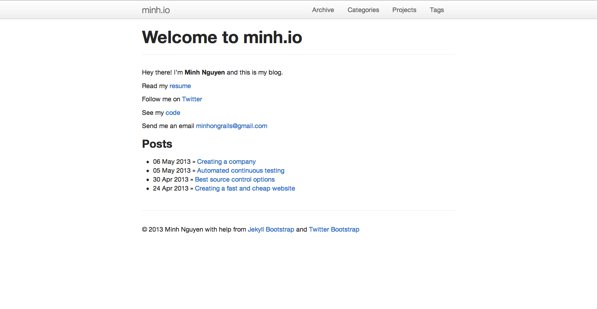 minh.io Archive Categories Projects Tags
Welcome to minh.io
Hey there! I'm Minh Nguyen and this is my blog.
Read my resume
Follow me on Twitter
See my code
Send me an email minhongrails@gmail.com
Posts
• 06 May 2013 » Creating a company
• 05 May 2013 » Automated continuous testing
• 30 Apr 2013 » Best source control options
• 24 Apr 2013 » Creating a fast and cheap website
© 2013 Minh Nguyen with help from Jekyll Bootstrap and Twitter Bootstrap